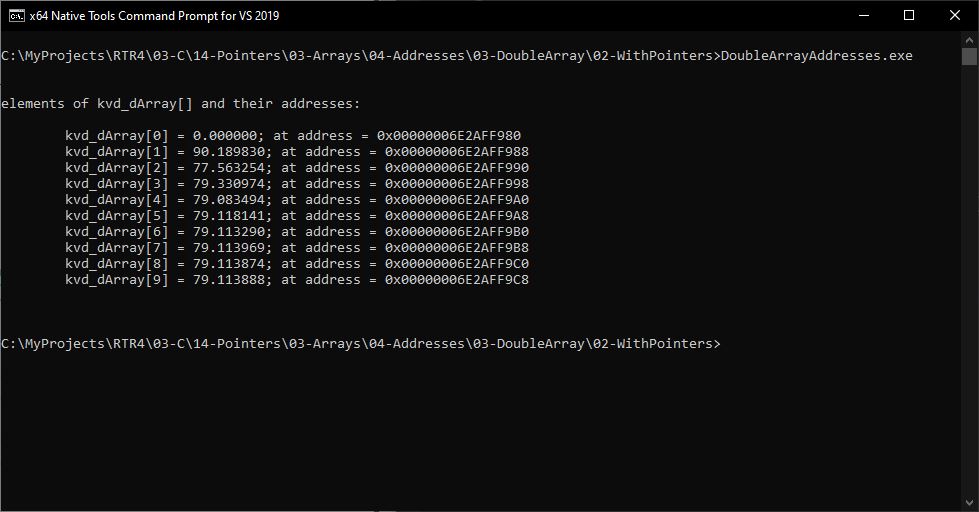 x64 Native Tools Command Prompt for VS 2019
C:\MyProjects\RTR4\03-C\14-Pointers\03-Arrays\04-Addresses\03-DoubleArray\02-WithPointers>DoubleArrayAddresses.exe
elements of kvd_dArray[] and their addresses:
kvd_dArray[0] = 0.000000; at address = 0x00000006E2AFF980
kvd_dArray[1] = 90.189830; at address = 0x00000006E2AFF988
kvd_dArray[2] = 77.563254; at address = 0x00000006E2AFF990
kvd_dArray[3] = 79.330974; at address = 0x00000006E2AFF998
kvd_dArray[4] = 79.083494; at address = 0x00000006E2AFF9A0
kvd_dArray[5] = 79.118141; at address = 0x00000006E2AFF9A8
kvd_dArray[6] = 79.113290; at address = 0x00000006E2AFF9B0
kvd_dArray[7] = 79.113969; at address = 0x00000006E2AFF9B8
kvd_dArray[8] = 79.113874; at address = 0x00000006E2AFF9C0
kvd_dArray[9] = 79.113888; at address = 0x00000006E2AFF9C8
C:\MyProjects\RTR4\03-C\14-Pointers\03-Arrays\04-Addresses\03-DoubleArray\02-WithPointers>